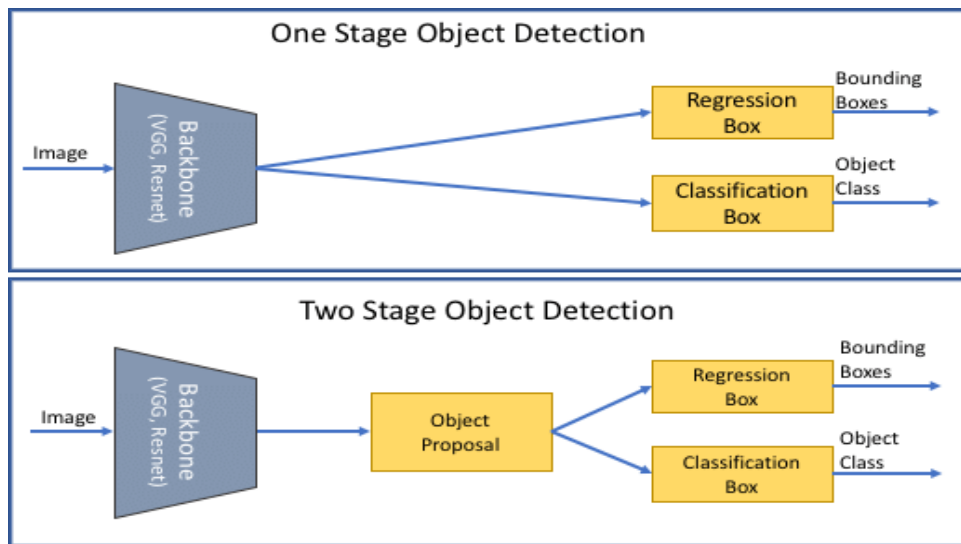 One Stage Object Detection
Image
Backbone
(VGG, Resnet)
Regression
Box
Bounding
Boxes
Classification
Box
Object
Class
Two Stage Object Detection
Image
Backbone
(VGG, Resnet)
Object
Proposal
Regression
Box
Bounding
Boxes
Classification
Box
Object
Class